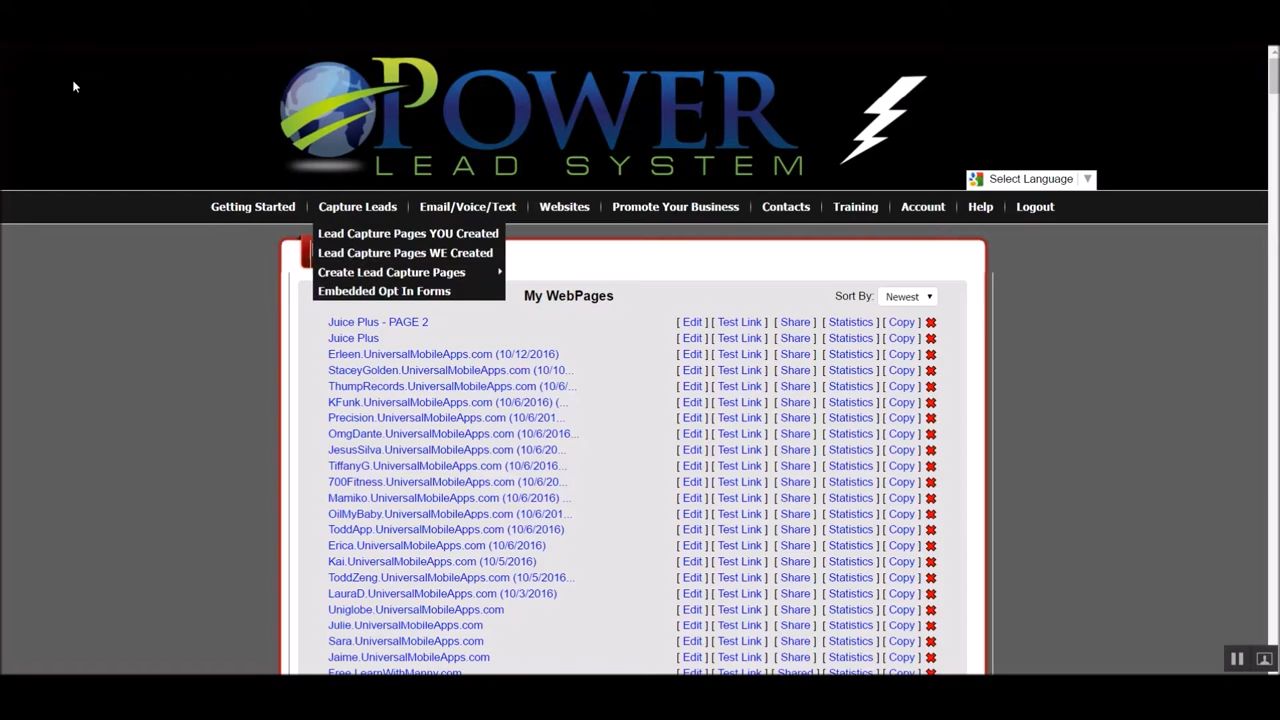 POWER
LEAD SYSTEM
Select Language ▼
Getting Started Capture Leads Email/Voice/Text Websites Promote Your Business Contacts Training Account Help Logout
Lead Capture Pages YOU Created
Lead Capture Pages WE Created
Create Lead Capture Pages
Embedded Opt In Forms
My WebPages Sort By: Newest
Juice Plus - PAGE 2 [ Edit ] [ Test Link ] [ Share ] [ Statistics ] [ Copy ]
Juice Plus [ Edit ] [ Test Link ] [ Share ] [ Statistics ] [ Copy ]
Erleen.UniversalMobileApps.com (10/12/2016) [ Edit ] [ Test Link ] [ Share ] [ Statistics ] [ Copy ]
StaceyGolden.UniversalMobileApps.com (10/10... [ Edit ] [ Test Link ] [ Share ] [ Statistics ] [ Copy ]
ThumpRecords.UniversalMobileApps.com (10/6/... [ Edit ] [ Test Link ] [ Share ] [ Statistics ] [ Copy ]
KFunk.UniversalMobileApps.com (10/6/2016) (... [ Edit ] [ Test Link ] [ Share ] [ Statistics ] [ Copy ]
Precision.UniversalMobileApps.com (10/6/201... [ Edit ] [ Test Link ] [ Share ] [ Statistics ] [ Copy ]
OmgDante.UniversalMobileApps.com (10/6/2016... [ Edit ] [ Test Link ] [ Share ] [ Statistics ] [ Copy ]
JesusSilva.UniversalMobileApps.com (10/6/20... [ Edit ] [ Test Link ] [ Share ] [ Statistics ] [ Copy ]
TiffanyG.UniversalMobileApps.com (10/6/2016... [ Edit ] [ Test Link ] [ Share ] [ Statistics ] [ Copy ]
700Fitness.UniversalMobileApps.com (10/6/20... [ Edit ] [ Test Link ] [ Share ] [ Statistics ] [ Copy ]
Mamiko.UniversalMobileApps.com (10/6/2016) ... [ Edit ] [ Test Link ] [ Share ] [ Statistics ] [ Copy ]
OilMyBaby.UniversalMobileApps.com (10/6/201... [ Edit ] [ Test Link ] [ Share ] [ Statistics ] [ Copy ]
ToddApp.UniversalMobileApps.com (10/6/2016) [ Edit ] [ Test Link ] [ Share ] [ Statistics ] [ Copy ]
Erica.UniversalMobileApps.com (10/6/2016) [ Edit ] [ Test Link ] [ Share ] [ Statistics ] [ Copy ]
Kai.UniversalMobileApps.com (10/5/2016) [ Edit ] [ Test Link ] [ Share ] [ Statistics ] [ Copy ]
ToddZeng.UniversalMobileApps.com (10/5/2016... [ Edit ] [ Test Link ] [ Share ] [ Statistics ] [ Copy ]
LauraD.UniversalMobileApps.com (10/3/2016) [ Edit ] [ Test Link ] [ Share ] [ Statistics ] [ Copy ]
Uniglobe.UniversalMobileApps.com [ Edit ] [ Test Link ] [ Share ] [ Statistics ] [ Copy ]
Julie.UniversalMobileApps.com [ Edit ] [ Test Link ] [ Share ] [ Statistics ] [ Copy ]
Sara.UniversalMobileApps.com [ Edit ] [ Test Link ] [ Share ] [ Statistics ] [ Copy ]
Jaime.UniversalMobileApps.com [ Edit ] [ Test Link ] [ Share ] [ Statistics ] [ Copy ]
Free.LearnWithManny.com [ Edit ] [ Test Link ] [ Shared ] [ Statistics ] [ Copy ]